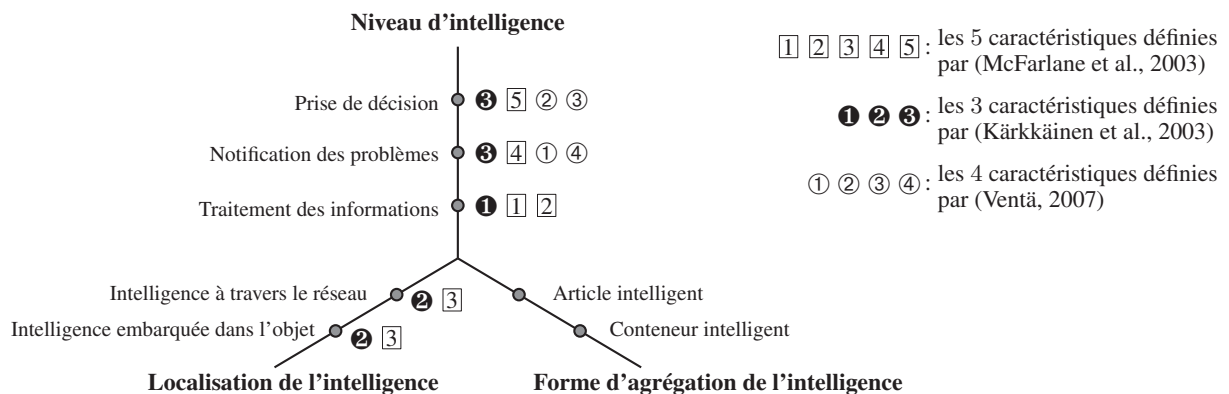 Niveau d'intelligence
Prise de décision ❸ 5 ② ③
Notification des problèmes ❸ 4 ① ④
Traitement des informations ❶ 1 2
Intelligence à travers le réseau ❷ 3
Intelligence embarquée dans l'objet ❷ 3
Localisation de l'intelligence
Article intelligent
Conteneur intelligent
Forme d'agrégation de l'intelligence
1 2 3 4 5 : les 5 caractéristiques définies
par (McFarlane et al., 2003)
❶ ❷ ❸ : les 3 caractéristiques définies
par (Kärkkäinen et al., 2003)
① ② ③ ④ : les 4 caractéristiques définies
par (Ventä, 2007)